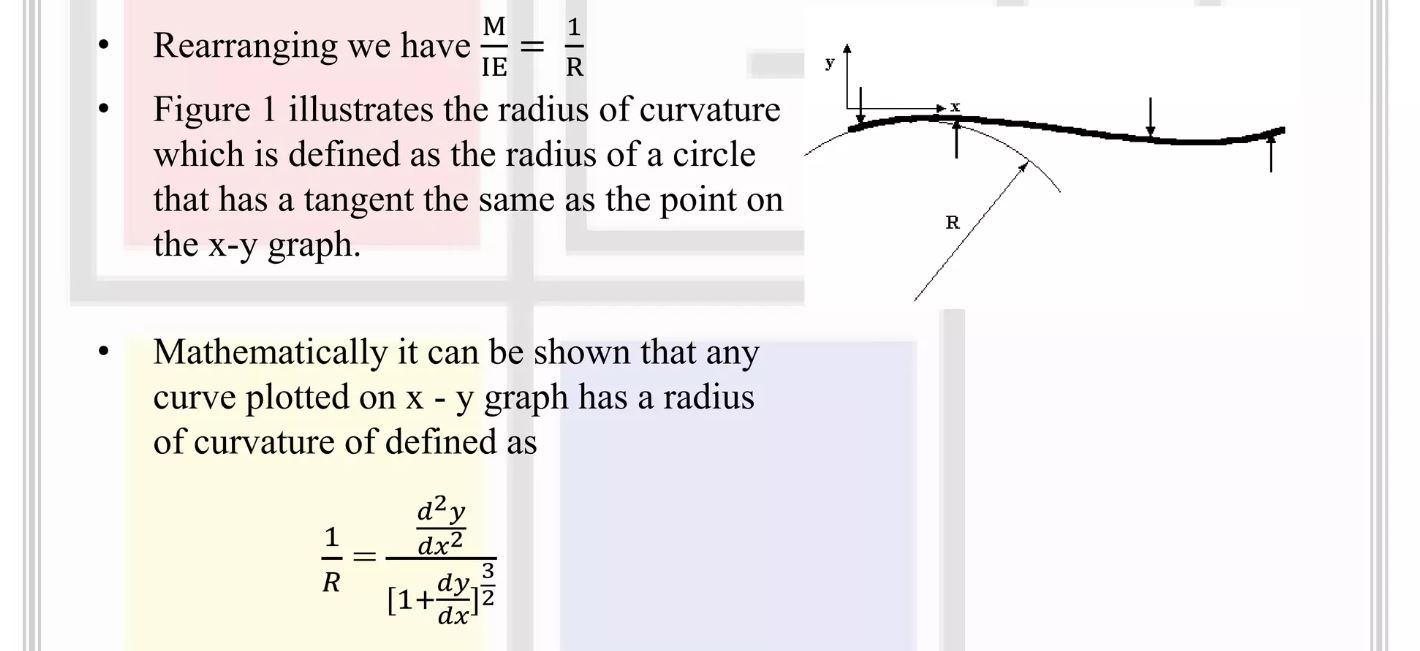 • Rearranging we have M/IE = 1/R
• Figure 1 illustrates the radius of curvature
which is defined as the radius of a circle
that has a tangent the same as the point on
the x-y graph.
y
x
R
• Mathematically it can be shown that any
curve plotted on x - y graph has a radius
of curvature of defined as
1/R = (d²y/dx²)/[1+dy/dx]^(3/2)